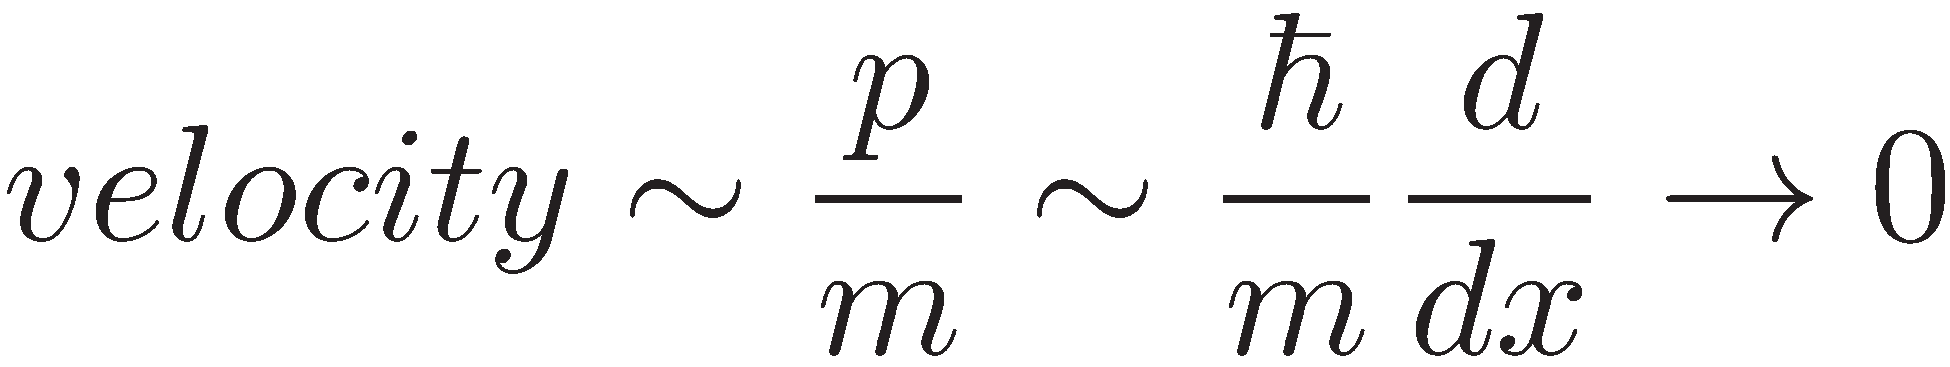 velocity ∼ p/m ∼ ħ/m d/dx → 0